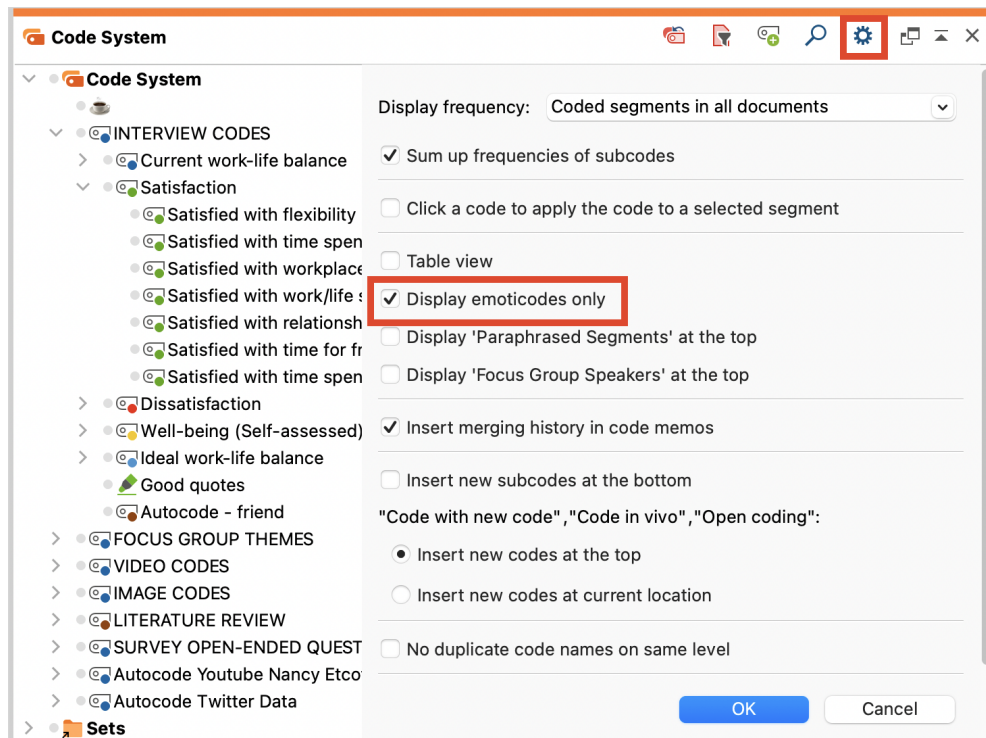 Code System
Code System
INTERVIEW CODES
Current work-life balance
Satisfaction
Satisfied with flexibility
Satisfied with time spen
Satisfied with workplace
Satisfied with work/life s
Satisfied with relationsh
Satisfied with time for fr
Satisfied with time spen
Dissatisfaction
Well-being (Self-assessed)
Ideal work-life balance
Good quotes
Autocode - friend
FOCUS GROUP THEMES
VIDEO CODES
IMAGE CODES
LITERATURE REVIEW
SURVEY OPEN-ENDED QUEST
Autocode Youtube Nancy Etco
Autocode Twitter Data
Sets
Display frequency: Coded segments in all documents
Sum up frequencies of subcodes
Click a code to apply the code to a selected segment
Table view
Display emoticodes only
Display 'Paraphrased Segments' at the top
Display 'Focus Group Speakers' at the top
Insert merging history in code memos
Insert new subcodes at the bottom
"Code with new code","Code in vivo","Open coding":
Insert new codes at the top
Insert new codes at current location
No duplicate code names on same level
OK Cancel